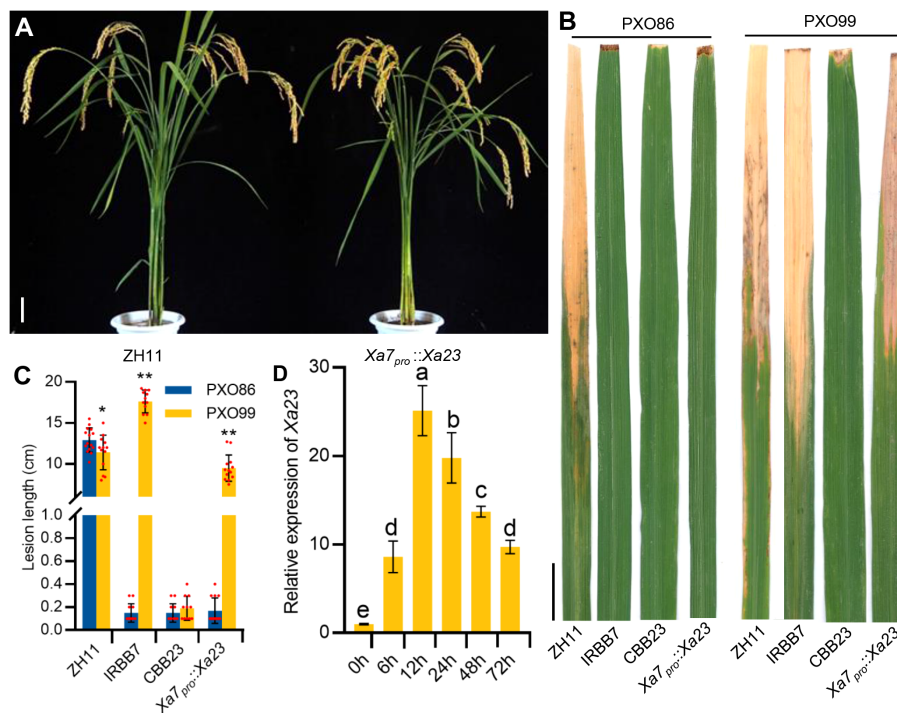 A
ZH11
Xa7pro::Xa23
B
PXO86
PXO99
ZH11
IRBB7
CBB23
Xa7pro::Xa23
ZH11
IRBB7
CBB23
Xa7pro::Xa23
C
PXO86
PXO99
Lesion length (cm)
20
15
10
1.0
0.8
0.6
0.4
0.2
0.0
*
**
**
ZH11
IRBB7
CBB23
Xa7pro::Xa23
D
Relative expression of Xa23
30
20
10
0
e
d
a
b
c
d
0h
6h
12h
24h
48h
72h